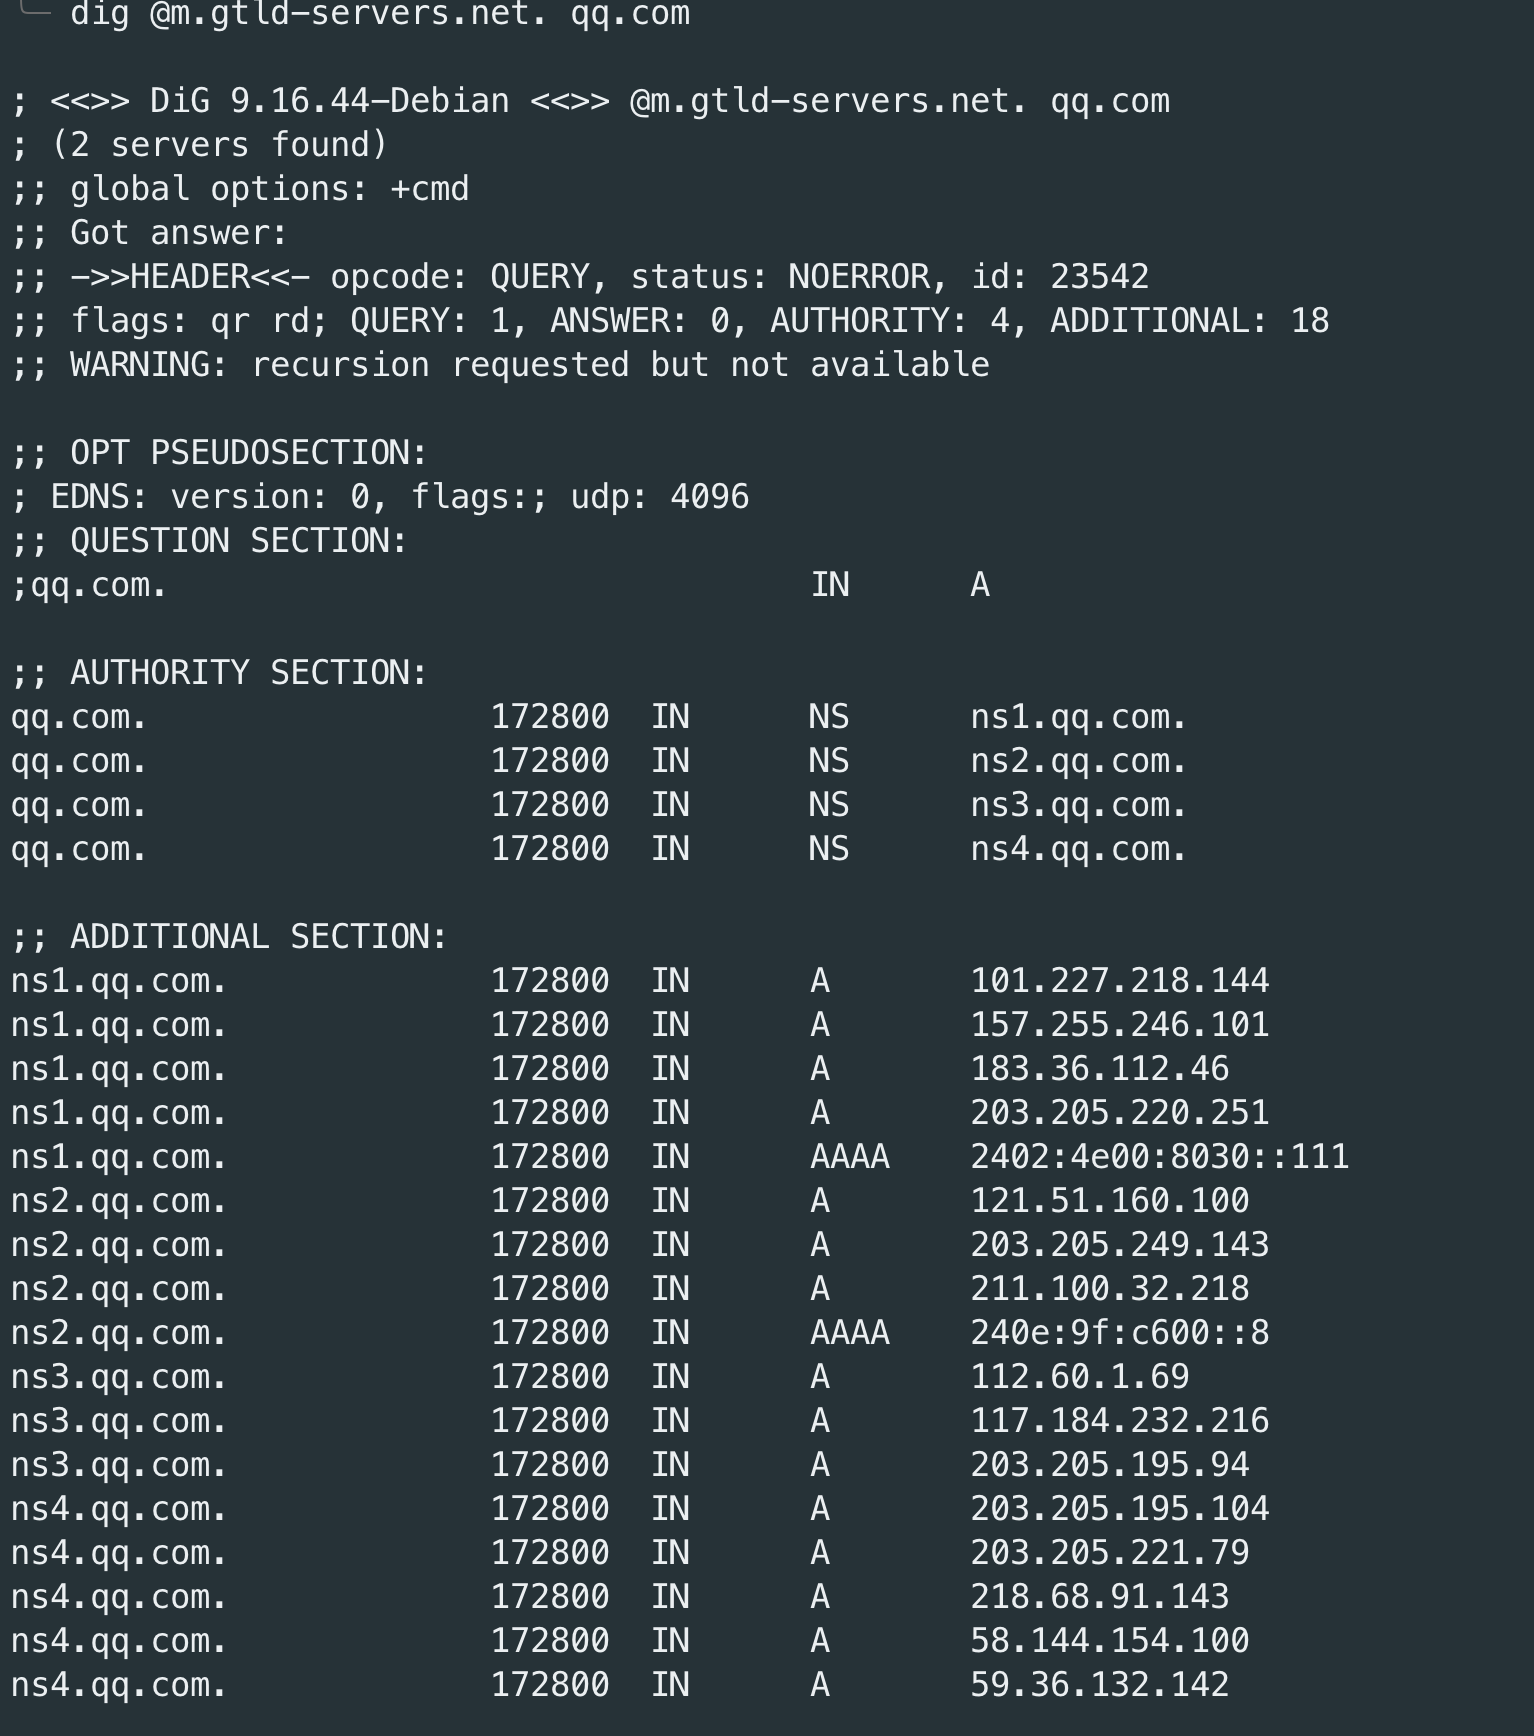 dig @m.gtld-servers.net. qq.com
; <<>> DiG 9.16.44-Debian <<>> @m.gtld-servers.net. qq.com
; (2 servers found)
;; global options: +cmd
;; Got answer:
;; ->>HEADER<<- opcode: QUERY, status: NOERROR, id: 23542
;; flags: qr rd; QUERY: 1, ANSWER: 0, AUTHORITY: 4, ADDITIONAL: 18
;; WARNING: recursion requested but not available
;; OPT PSEUDOSECTION:
; EDNS: version: 0, flags:; udp: 4096
;; QUESTION SECTION:
;qq.com. IN A
;; AUTHORITY SECTION:
qq.com. 172800 IN NS ns1.qq.com.
qq.com. 172800 IN NS ns2.qq.com.
qq.com. 172800 IN NS ns3.qq.com.
qq.com. 172800 IN NS ns4.qq.com.
;; ADDITIONAL SECTION:
ns1.qq.com. 172800 IN A 101.227.218.144
ns1.qq.com. 172800 IN A 157.255.246.101
ns1.qq.com. 172800 IN A 183.36.112.46
ns1.qq.com. 172800 IN A 203.205.220.251
ns1.qq.com. 172800 IN AAAA 2402:4e00:8030::111
ns2.qq.com. 172800 IN A 121.51.160.100
ns2.qq.com. 172800 IN A 203.205.249.143
ns2.qq.com. 172800 IN A 211.100.32.218
ns2.qq.com. 172800 IN AAAA 240e:9f:c600::8
ns3.qq.com. 172800 IN A 112.60.1.69
ns3.qq.com. 172800 IN A 117.184.232.216
ns3.qq.com. 172800 IN A 203.205.195.94
ns4.qq.com. 172800 IN A 203.205.195.104
ns4.qq.com. 172800 IN A 203.205.221.79
ns4.qq.com. 172800 IN A 218.68.91.143
ns4.qq.com. 172800 IN A 58.144.154.100
ns4.qq.com. 172800 IN A 59.36.132.142